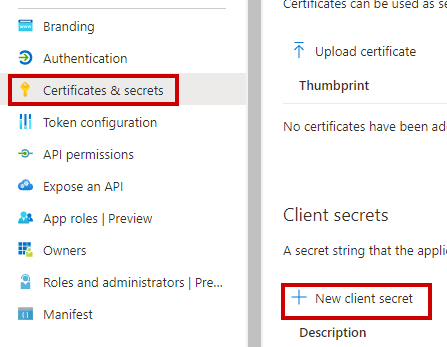 Branding
Authentication
Certificates & secrets
Token configuration
API permissions
Expose an API
App roles | Preview
Owners
Roles and administrators | Pre...
Manifest
Certificates can be used as se
Upload certificate
Thumbprint
No certificates have been ad
Client secrets
A secret string that the applic
New client secret
Description